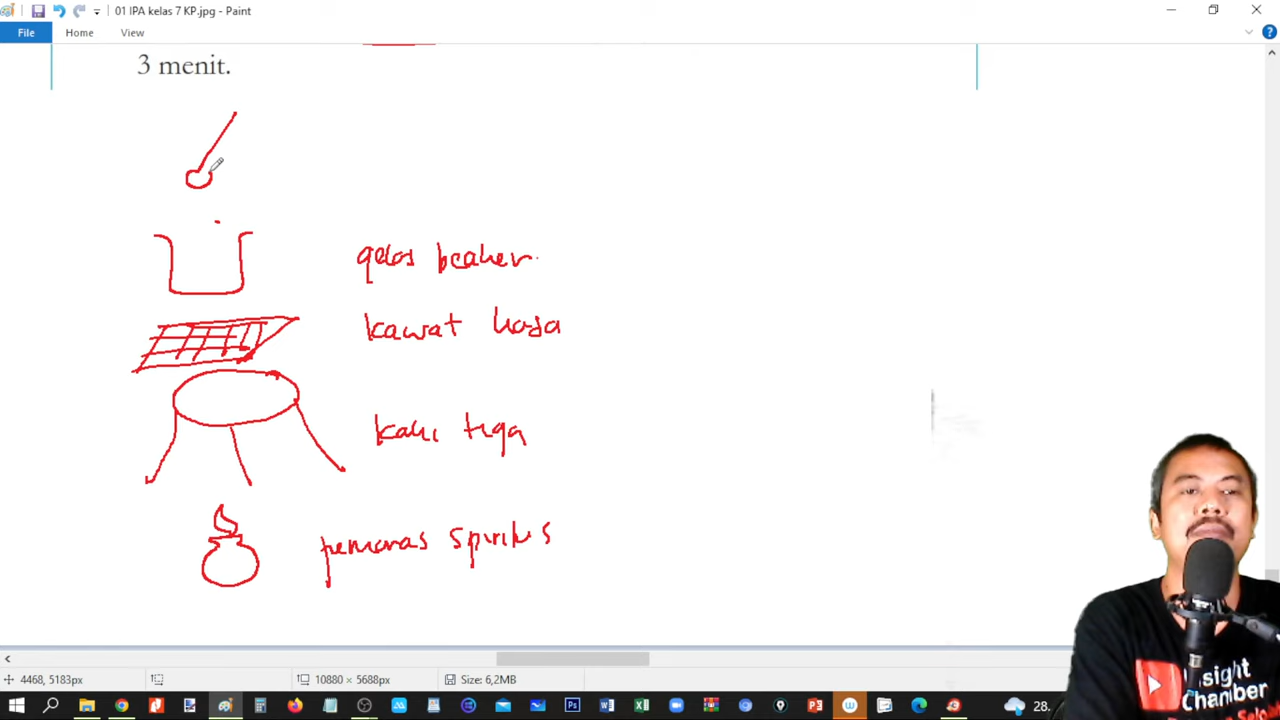 01 IPA kelas 7 KP.jpg - Paint
File Home View
3 menit.
gelas beaker
kawat kasa
kaki tiga
pemanas spiritus
4468, 5183px
10880 × 5688px
Size: 6,2MB
28.
Insight
Chamber